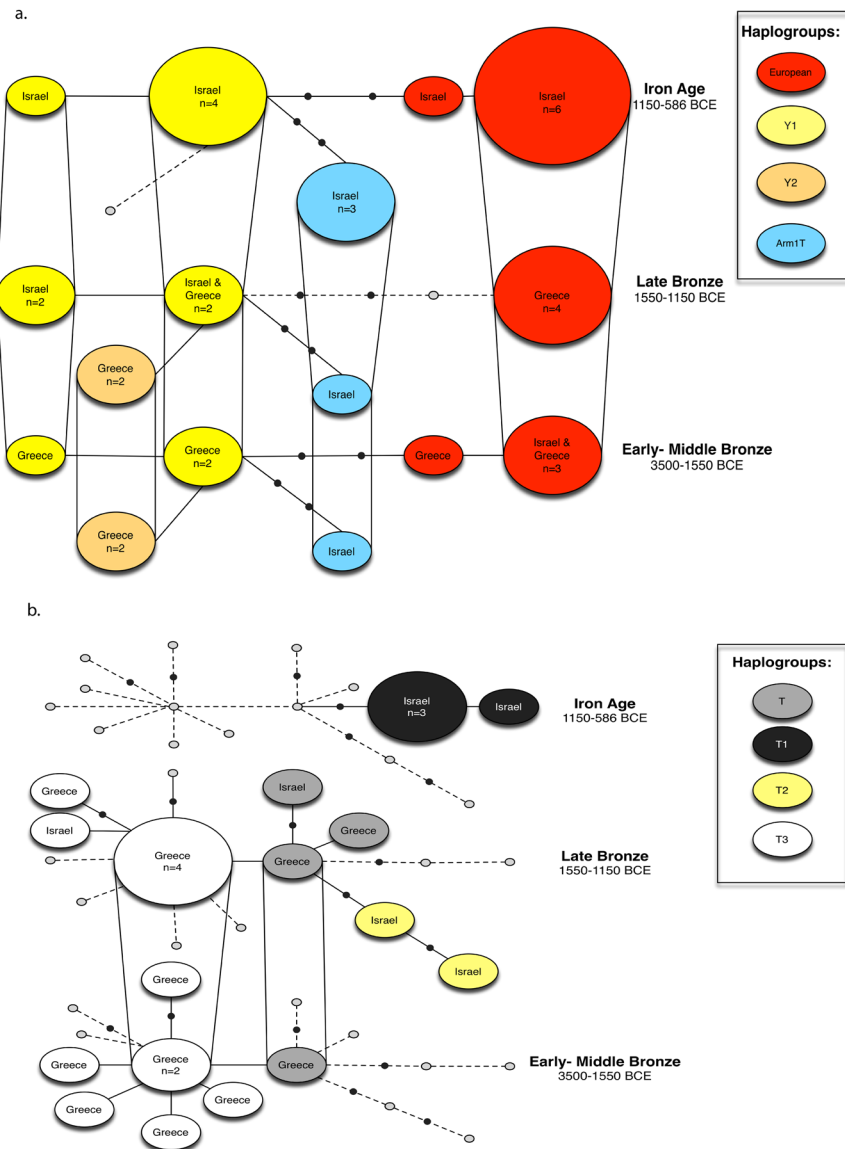 a.
Haplogroups:
European
Y1
Y2
Arm1T
Israel
Israel
n=4
Israel
Israel
n=6
Iron Age
1150-586 BCE
Israel
n=3
Israel
n=2
Israel &
Greece
n=2
Greece
n=4
Late Bronze
1550-1150 BCE
Greece
n=2
Israel
Greece
Greece
n=2
Greece
Israel &
Greece
n=3
Early- Middle Bronze
3500-1550 BCE
Greece
n=2
Israel
b.
Haplogroups:
T
T1
T2
T3
Israel
n=3
Israel
Iron Age
1150-586 BCE
Greece
Israel
Israel
Greece
Greece
n=4
Greece
Late Bronze
1550-1150 BCE
Israel
Israel
Greece
Greece
Greece
n=2
Greece
Early- Middle Bronze
3500-1550 BCE
Greece
Greece
Greece